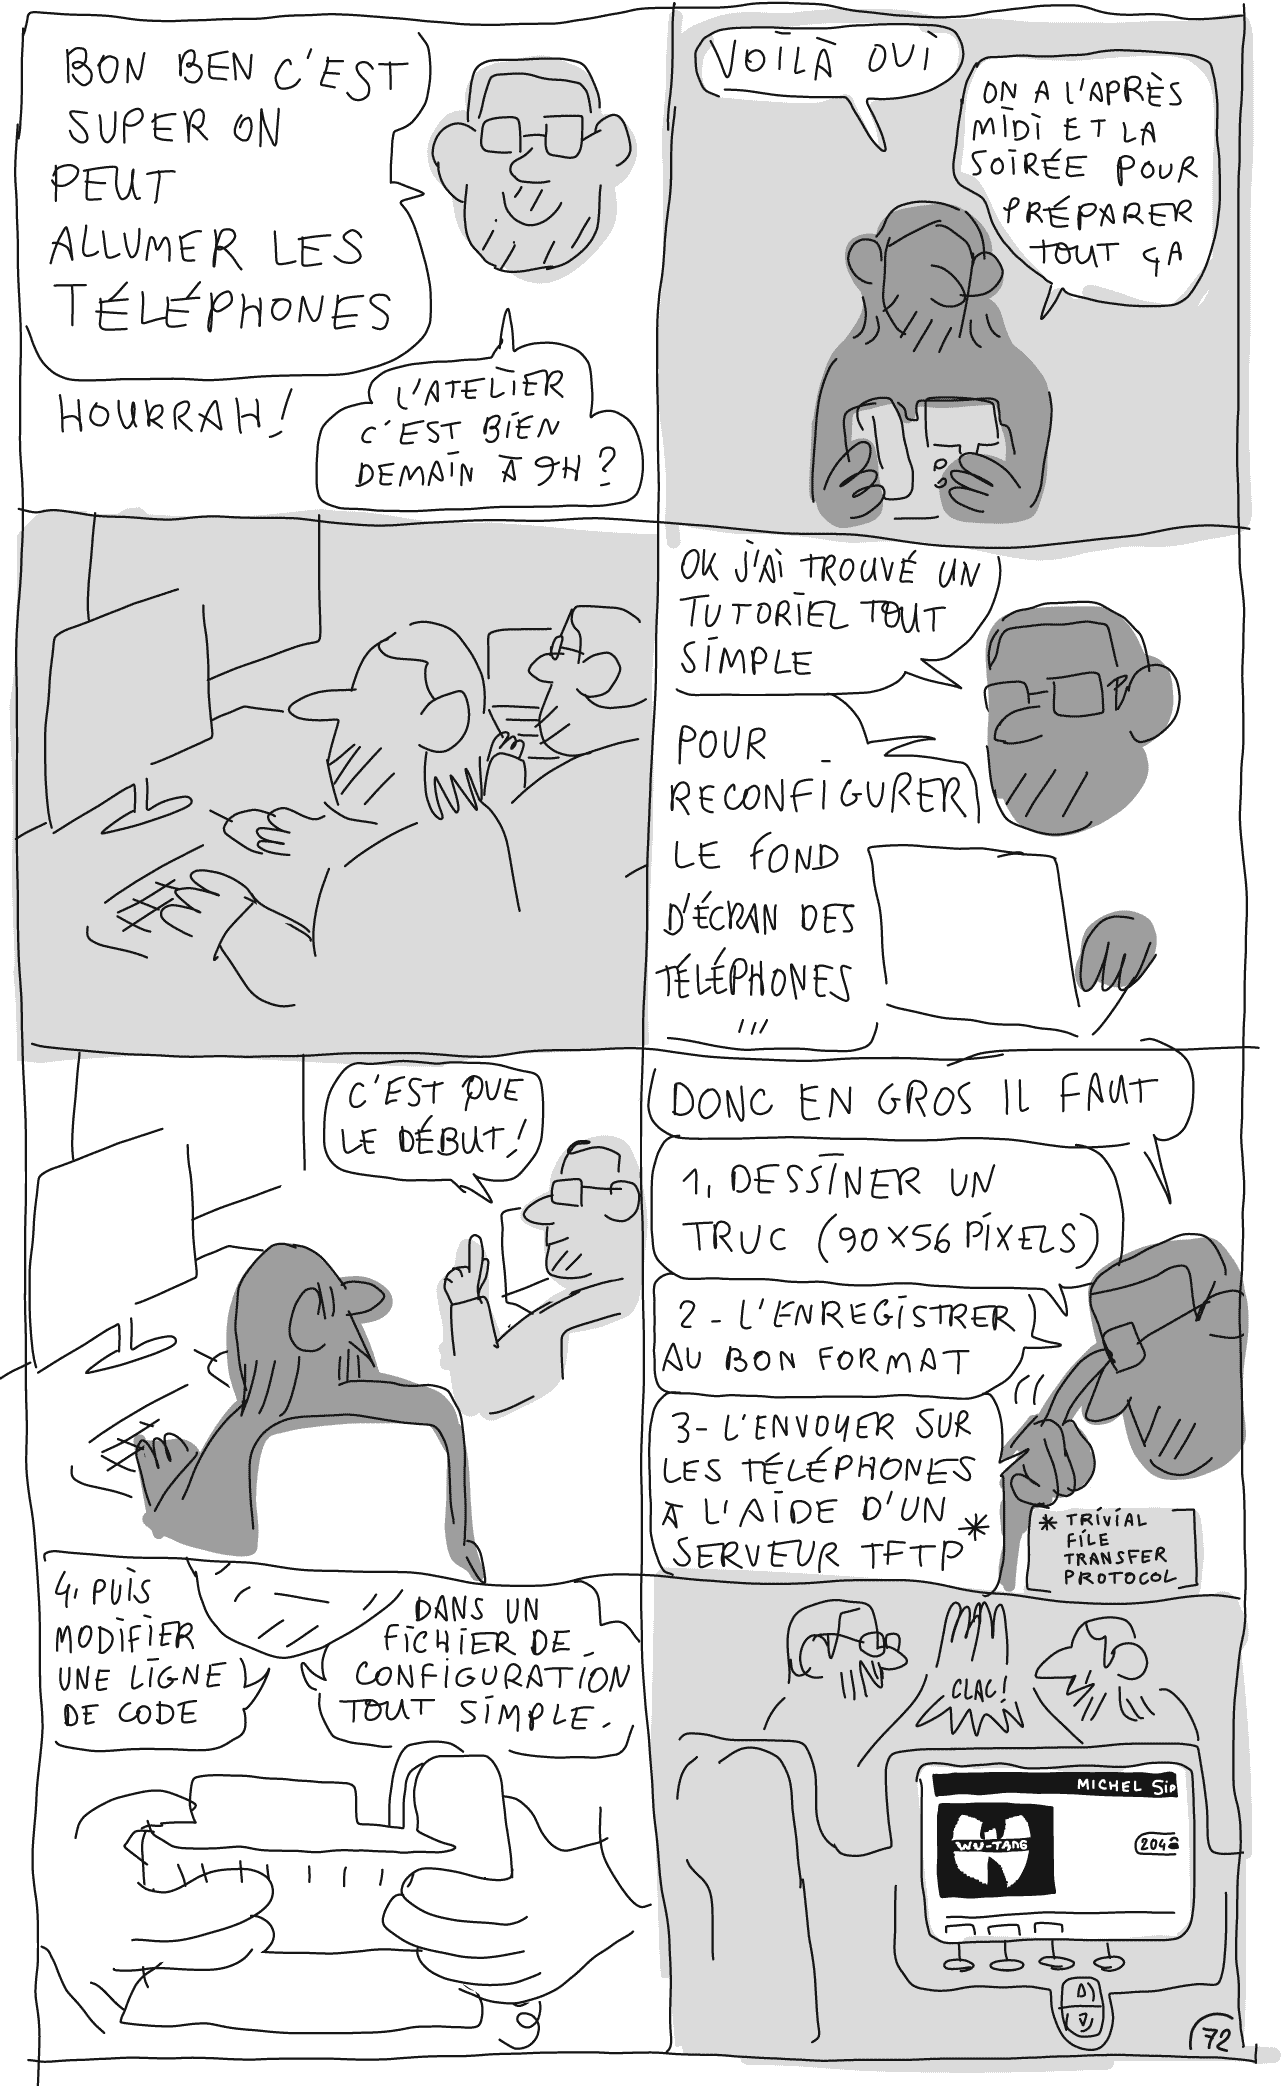 BON BEN C'EST
SUPER ON
PEUT
ALLUMER LES
TÉLÉPHONES
HOURRAH!
L'ATELIER
C'EST BIEN
DEMAIN À 9H ?
VOILÀ OUI
ON A L'APRÈS
MIDI ET LA
SOIRÉE POUR
PRÉPARER
TOUT ÇA
OK J'AI TROUVÉ UN
TUTORIEL TOUT
SIMPLE
POUR
RECONFIGURER
LE FOND
D'ÉCRAN DES
TÉLÉPHONES
'''
C'EST QUE
LE DÉBUT!
DONC EN GROS IL FAUT
1, DESSINER UN
TRUC (90×56 PIXELS)
2 - L'ENREGISTRER
AU BON FORMAT
3- L'ENVOYER SUR
LES TÉLÉPHONES
À L'AIDE D'UN
SERVEUR TFTP*
* TRIVIAL
FILE
TRANSFER
PROTOCOL
4, PUIS
MODIFIER
UNE LIGNE
DE CODE
DANS UN
FICHIER DE
CONFIGURATION
TOUT SIMPLE.
CLAC!
MICHEL Sip
WU-TANG
204
72